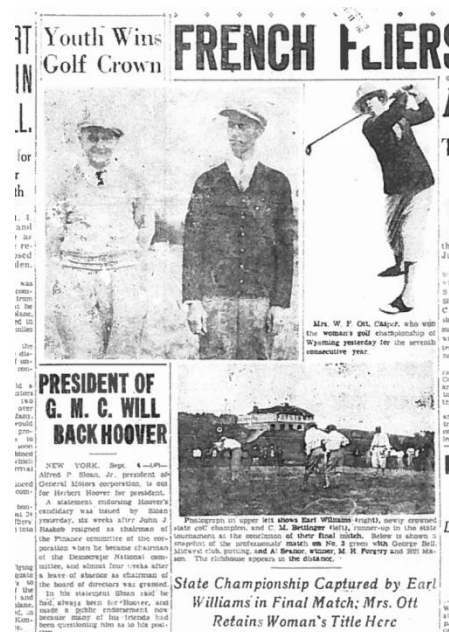 Youth Wins
Golf Crown
FRENCH FLIERS
Mrs. W. F. Ott, Casper, who won
the woman's golf championship of
Wyoming yesterday for the seventh
consecutive year.
PRESIDENT OF
G. M. C. WILL
BACK HOOVER
NEW YORK, Sept. 4
Alfred P. Sloan, Jr., president of
General Motors corporation, is out
for Herbert Hoover for president.
A statement endorsing Hoover's
candidacy was issued by Sloan
yesterday, six weeks after John J.
Raskob resigned as chairman of
the Finance committee of the cor-
poration when he became chairman
of the Democratic National com-
mittee, and almost four weeks after
a leave of absence as chairman of
the board of directors was granted.
In his statement Sloan said he
had always been for Hoover, and
made a public endorsement now
because many of his friends had
been questioning him as to his posi-
Photograph in upper left shows Earl Williams (right), newly crowned
state golf champion, and C. M. Bettinger (left), runner-up in the state
tournament at the conclusion of their final match. Below is shown a
snapshot of the professionals' match on No. 3 green with George Bell,
Midwest club, putting, and Al Beanor, winner, M. H. Forgery and Bill Ma-
son. The clubhouse appears in the distance.
State Championship Captured by Earl
Williams in Final Match; Mrs. Ott
Retains Woman's Title Here